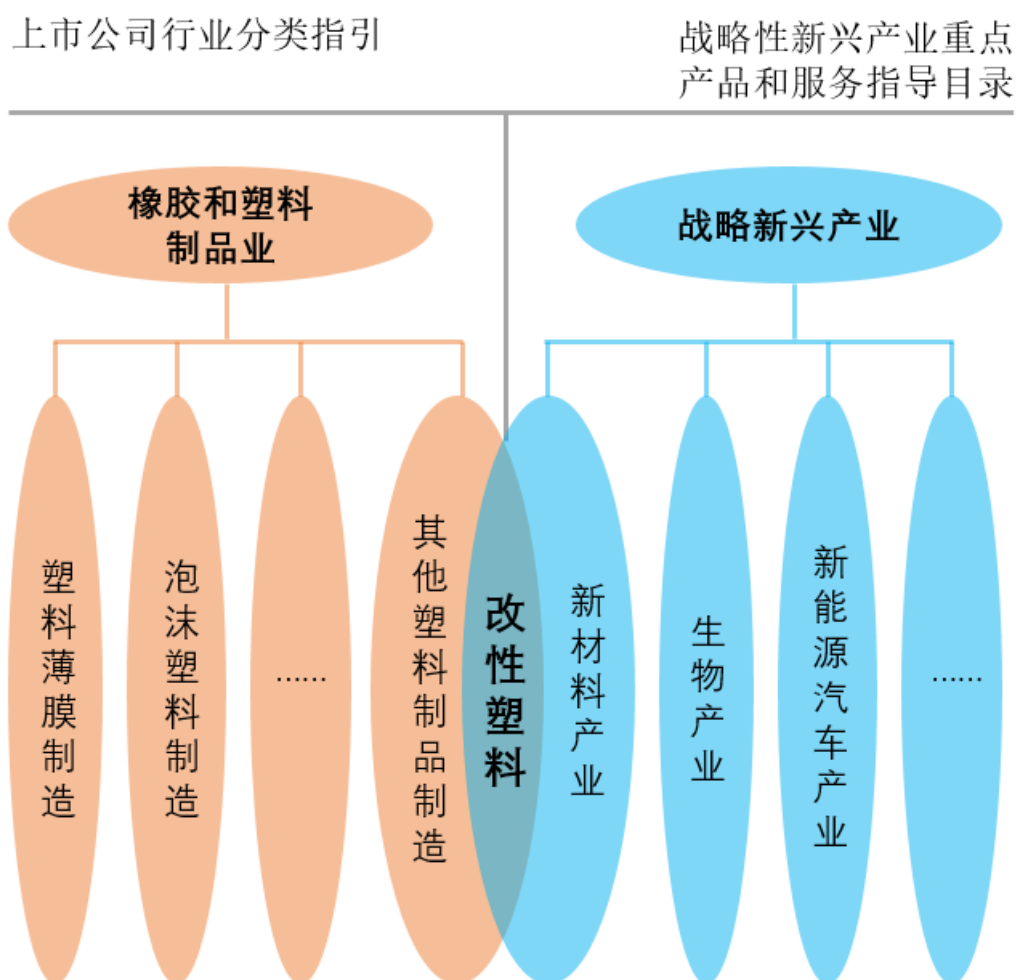 上市公司行业分类指引
战略性新兴产业重点
产品和服务指导目录
橡胶和塑料
制品业
战略新兴产业
塑料薄膜制造
泡沫塑料制造
……
其他塑料制品制造
改性塑料
新材料产业
生物产业
新能源汽车产业
……